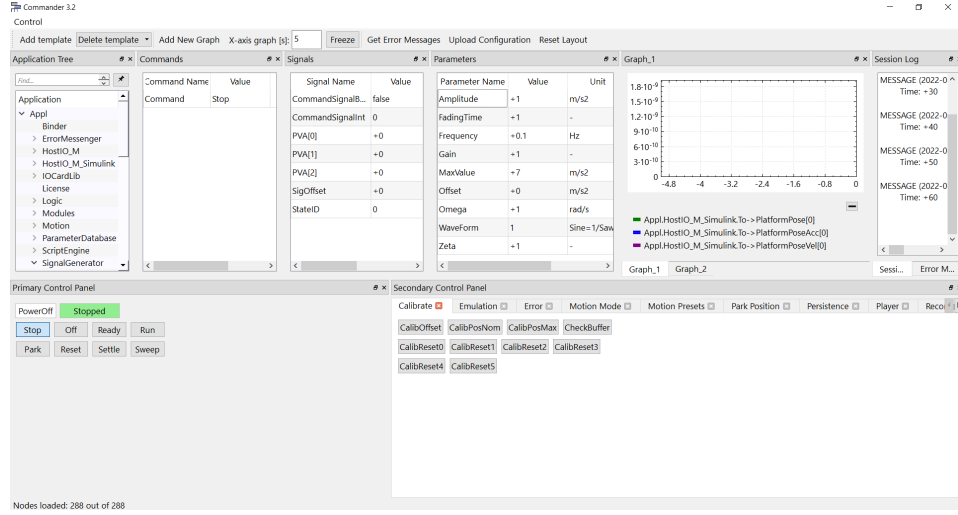 Commander 3.2
Control
Add template Delete template Add New Graph X-axis graph [s]: 5 Freeze Get Error Messages Upload Configuration Reset Layout
Application Tree
Find...
Application
Appl
Binder
ErrorMessenger
HostIO_M
HostIO_M_Simulink
IOCardLib
License
Logic
Modules
Motion
ParameterDatabase
ScriptEngine
SignalGenerator
Commands
Command Name Value
Command Stop
Signals
Signal Name Value
CommandSignalB... false
CommandSignalInt 0
PVA[0] +0
PVA[1] +0
PVA[2] +0
SigOffset +0
StateID 0
Parameters
Parameter Name Value Unit
Amplitude +1 m/s2
FadingTime +1 -
Frequency +0.1 Hz
Gain +1 -
MaxValue +7 m/s2
Offset +0 m/s2
Omega +1 rad/s
WaveForm 1 Sine=1/Saw
Zeta +1 -
Graph_1
1.8·10-9
1.5·10-9
1.2·10-9
9·10-10
6·10-10
3·10-10
0
-4.8 -4 -3.2 -2.4 -1.6 -0.8 0
Appl.HostIO_M_Simulink.To->PlatformPose[0]
Appl.HostIO_M_Simulink.To->PlatformPoseAcc[0]
Appl.HostIO_M_Simulink.To->PlatformPoseVel[0]
Graph_1 Graph_2
Session Log
MESSAGE (2022-0
Time: +30
MESSAGE (2022-0
Time: +40
MESSAGE (2022-0
Time: +50
MESSAGE (2022-0
Time: +60
Sessi... Error M...
Primary Control Panel
PowerOff Stopped
Stop Off Ready Run
Park Reset Settle Sweep
Secondary Control Panel
Calibrate Emulation Error Motion Mode Motion Presets Park Position Persistence Player Reco
CalibOffset CalibPosNom CalibPosMax CheckBuffer
CalibReset0 CalibReset1 CalibReset2 CalibReset3
CalibReset4 CalibReset5
Nodes loaded: 288 out of 288